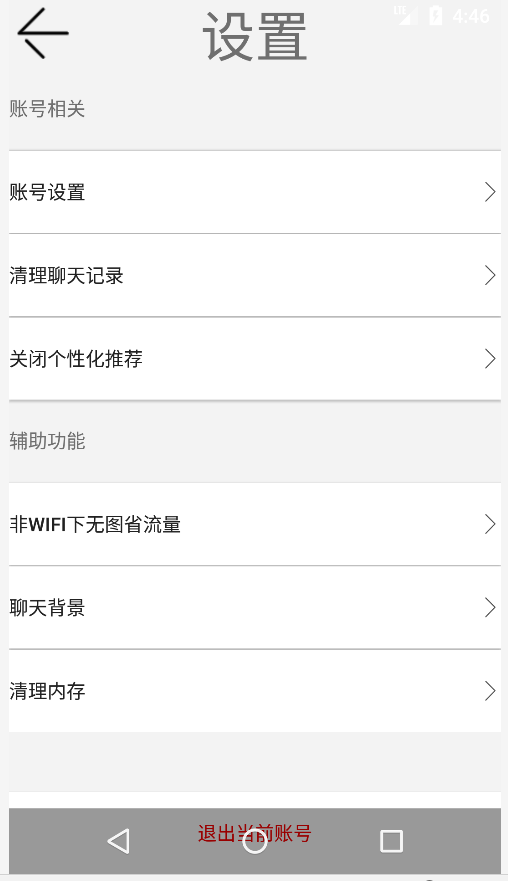 LTE 4:46
设置
账号相关
账号设置
清理聊天记录
关闭个性化推荐
辅助功能
非WIFI下无图省流量
聊天背景
清理内存
退出当前账号